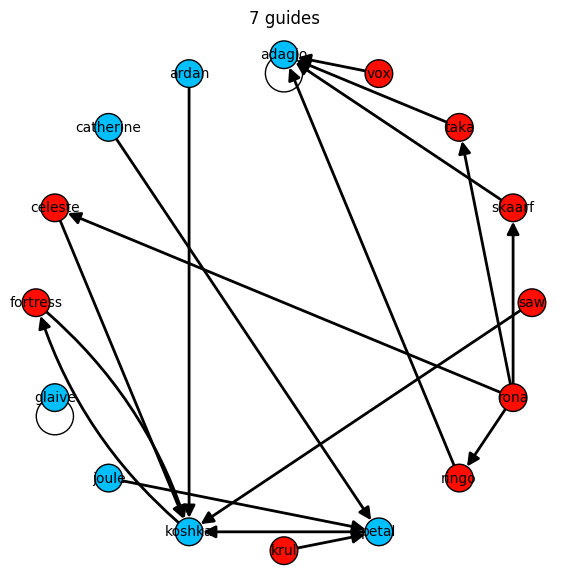 7 guides
adagio
ardan
vox
catherine
taka
celeste
skaarf
fortress
saw
glaive
rona
joule
ringo
koshka
petal
krul